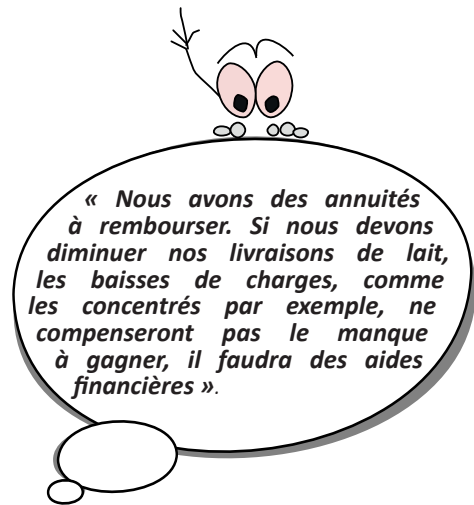 « Nous avons des annuités
à rembourser. Si nous devons
diminuer nos livraisons de lait,
les baisses de charges, comme
les concentrés par exemple, ne
compenseront pas le manque
à gagner, il faudra des aides
financières ».